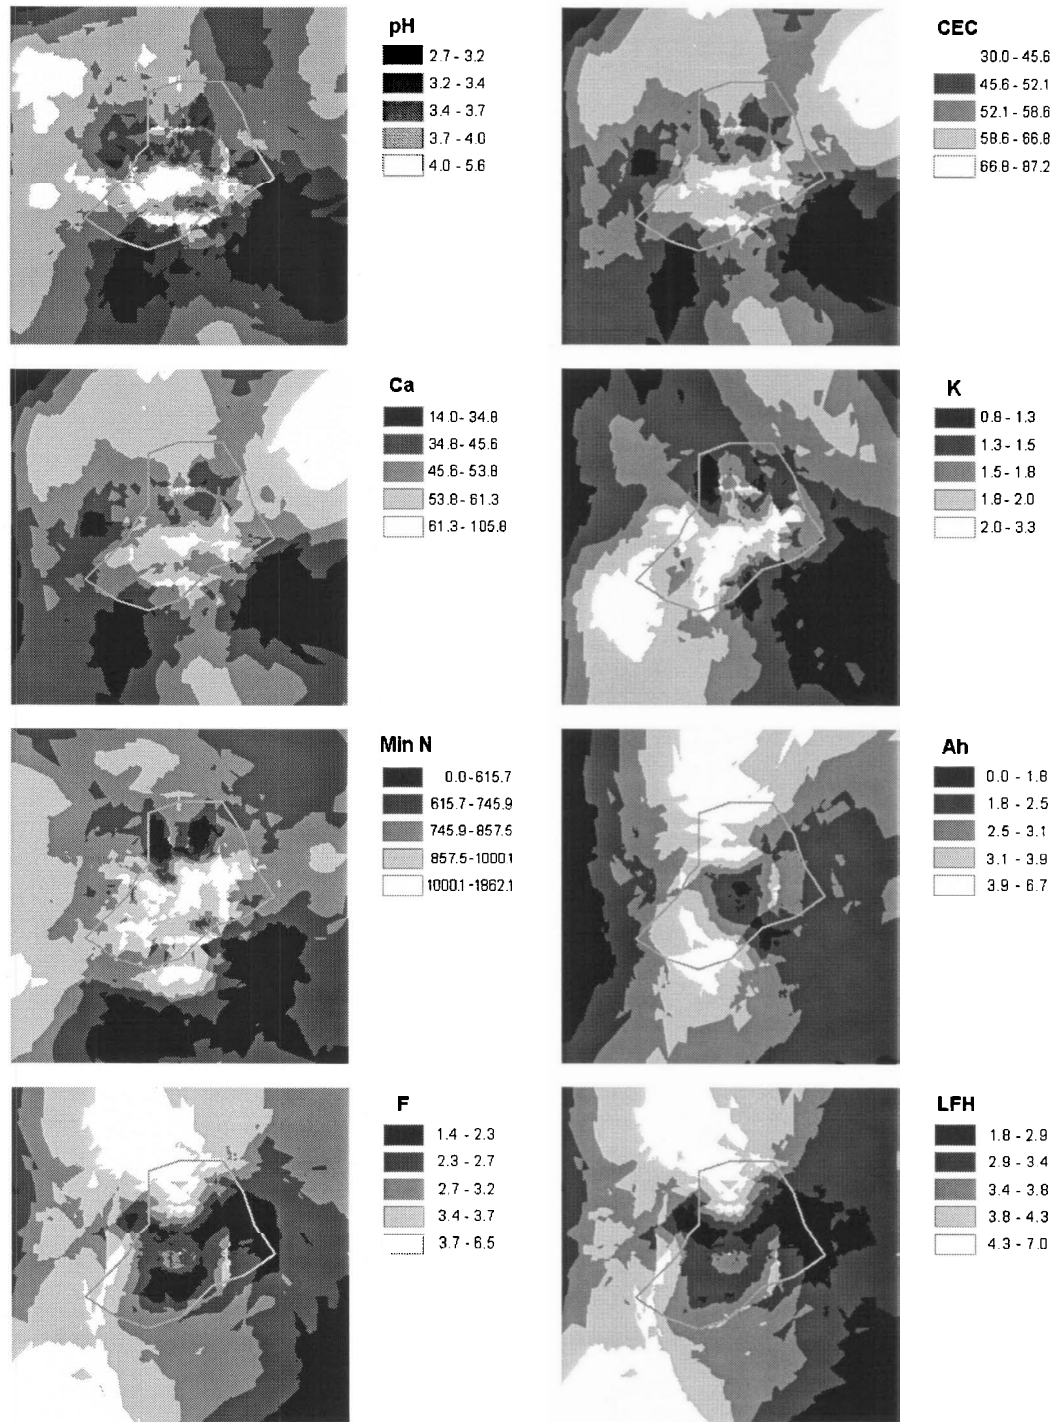 pH
2.7 - 3.2
3.2 - 3.4
3.4 - 3.7
3.7 - 4.0
4.0 - 5.6
CEC
30.0 - 45.6
45.6 - 52.1
52.1 - 58.6
58.6 - 66.8
66.8 - 87.2
Ca
14.0 - 34.8
34.8 - 45.6
45.6 - 53.8
53.8 - 61.3
61.3 - 105.8
K
0.8 - 1.3
1.3 - 1.5
1.5 - 1.8
1.8 - 2.0
2.0 - 3.3
Min N
0.0 - 615.7
615.7 - 745.9
745.9 - 857.5
857.5 - 1000.1
1000.1 - 1862.1
Ah
0.0 - 1.8
1.8 - 2.5
2.5 - 3.1
3.1 - 3.9
3.9 - 6.7
F
1.4 - 2.3
2.3 - 2.7
2.7 - 3.2
3.4 - 3.7
3.7 - 6.5
LFH
1.8 - 2.9
2.9 - 3.4
3.4 - 3.8
3.8 - 4.3
4.3 - 7.0